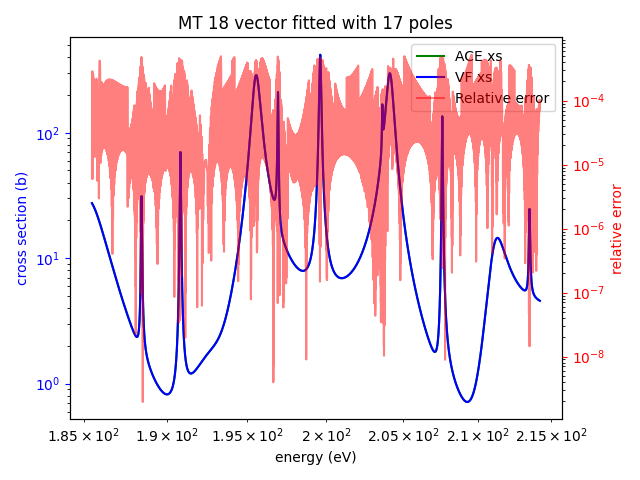 MT 18 vector fitted with 17 poles
ACE xs
VF xs
Relative error
cross section (b)
10²
10¹
10⁰
10⁻⁴
10⁻⁵
10⁻⁶
10⁻⁷
10⁻⁸
relative error
1.85 × 10² 1.9 × 10² 1.95 × 10² 2 × 10² 2.05 × 10² 2.1 × 10² 2.15 × 10²
energy (eV)